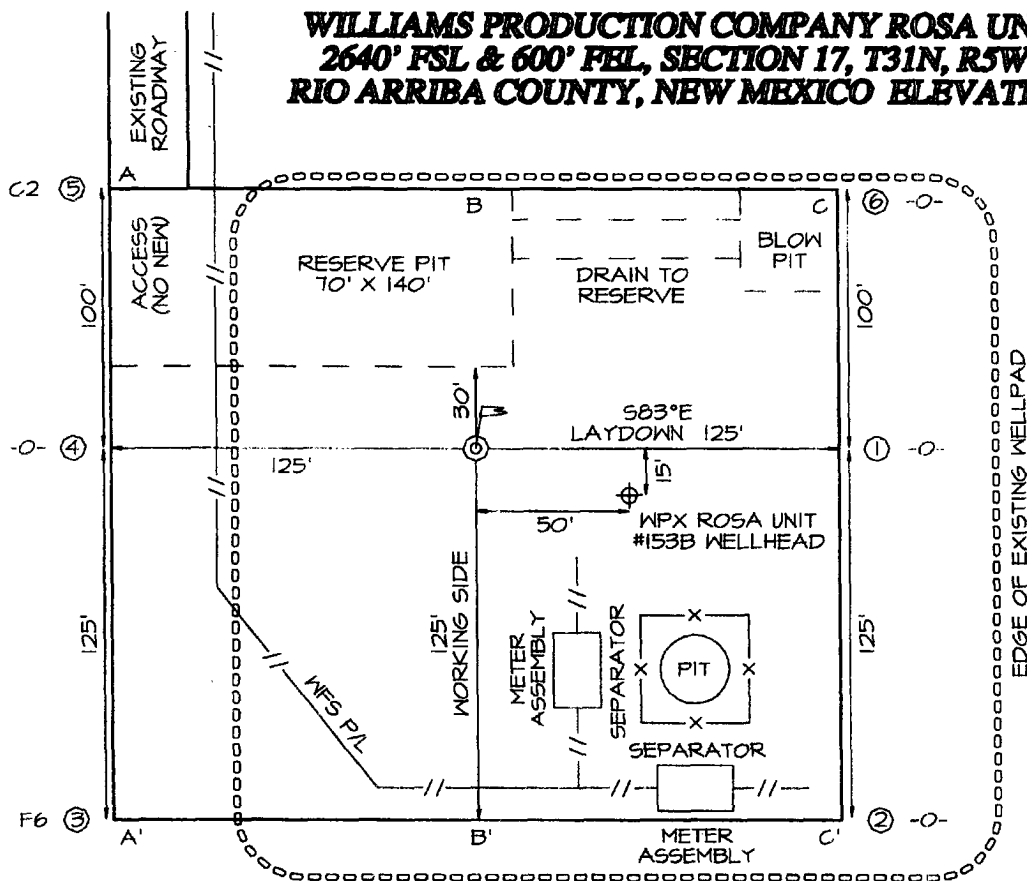 WILLIAMS PRODUCTION COMPANY ROSA UN
2640' FSL & 600' FEL, SECTION 17, T31N, R5W
RIO ARRIBA COUNTY, NEW MEXICO ELEVATI
EXISTING
ROADWAY
A
C2 5
B
C
6 -0-
ACCESS
(NO NEW)
RESERVE PIT
70' X 140'
DRAIN TO
RESERVE
BLOW
PIT
100'
100'
30'
S83°E
LAYDOWN 125'
-0- 4
125'
1 -0-
15'
50'
WPX ROSA UNIT
#153B WELLHEAD
EDGE OF EXISTING WELLPAD
125'
125'
WORKING SIDE
METER
ASSEMBLY
SEPARATOR
PIT
125'
WFS P/L
SEPARATOR
F6 3
A'
B'
METER
ASSEMBLY
C'
2 -0-